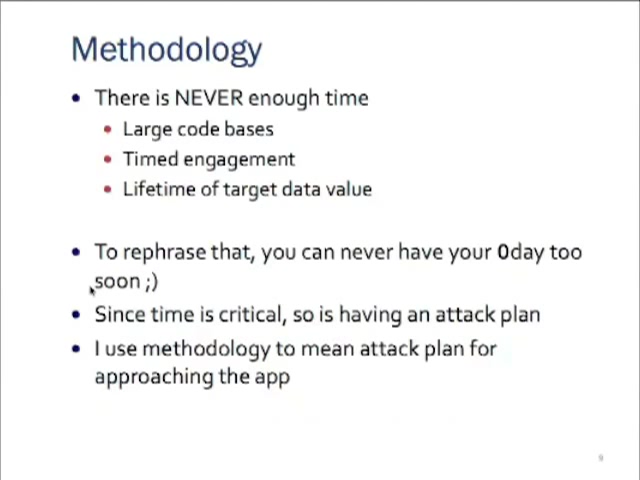 Methodology
• There is NEVER enough time
• Large code bases
• Timed engagement
• Lifetime of target data value
• To rephrase that, you can never have your 0day too
soon ;)
• Since time is critical, so is having an attack plan
• I use methodology to mean attack plan for
approaching the app
9